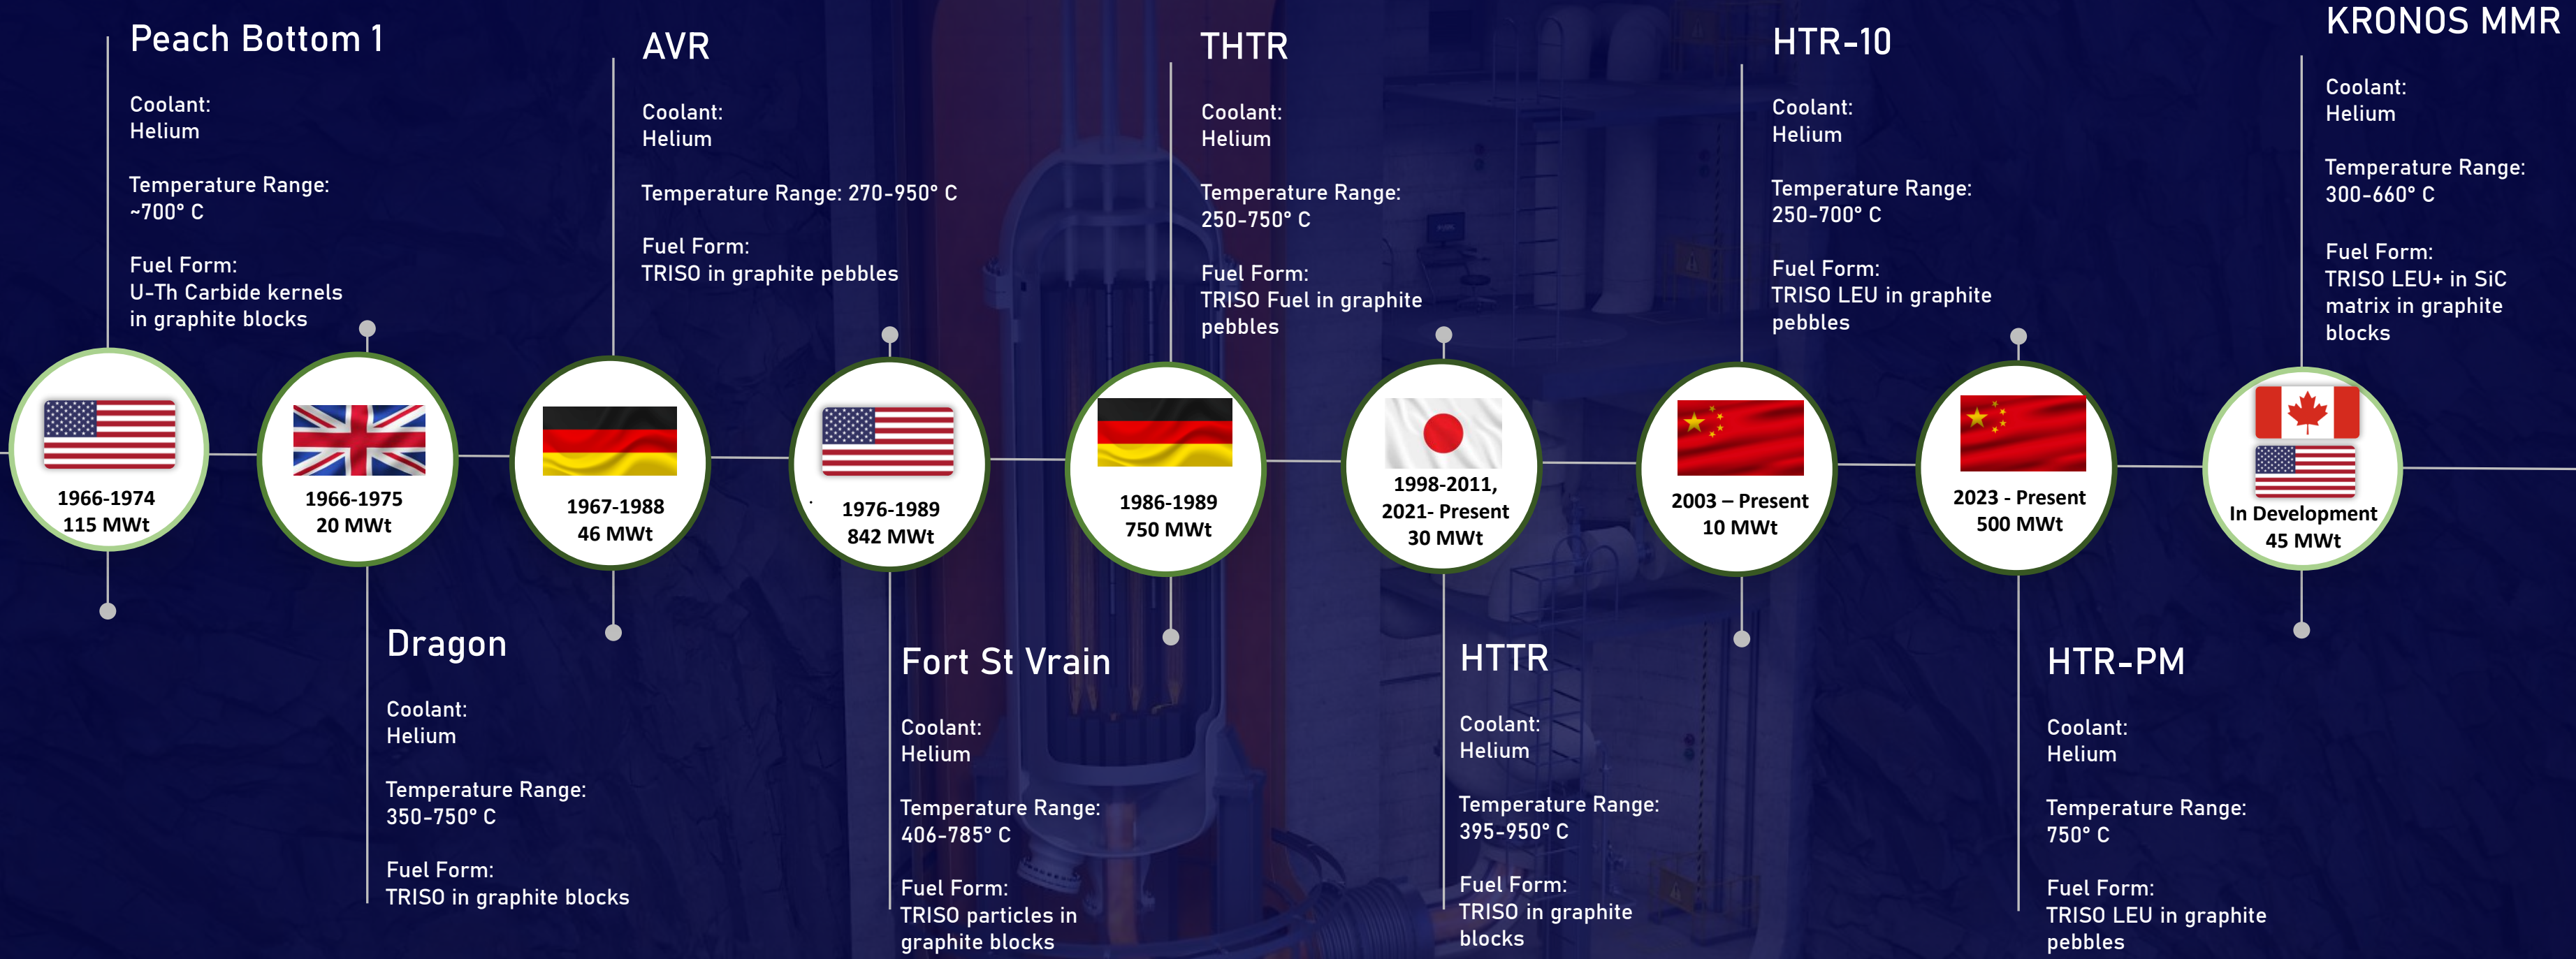 Peach Bottom 1
Coolant:
Helium
Temperature Range:
~700° C
Fuel Form:
U-Th Carbide kernels
in graphite blocks
1966-1974
115 MWt
1966-1975
20 MWt
Dragon
Coolant:
Helium
Temperature Range:
350-750° C
Fuel Form:
TRISO in graphite blocks
AVR
Coolant:
Helium
Temperature Range: 270-950° C
Fuel Form:
TRISO in graphite pebbles
1967-1988
46 MWt
1976-1989
842 MWt
Fort St Vrain
Coolant:
Helium
Temperature Range:
406-785° C
Fuel Form:
TRISO particles in
graphite blocks
THTR
Coolant:
Helium
Temperature Range:
250-750° C
Fuel Form:
TRISO Fuel in graphite
pebbles
1986-1989
750 MWt
1998-2011,
2021- Present
30 MWt
HTTR
Coolant:
Helium
Temperature Range:
395-950° C
Fuel Form:
TRISO in graphite
blocks
HTR-10
Coolant:
Helium
Temperature Range:
250-700° C
Fuel Form:
TRISO LEU in graphite
pebbles
2003 – Present
10 MWt
2023 - Present
500 MWt
HTR-PM
Coolant:
Helium
Temperature Range:
750° C
Fuel Form:
TRISO LEU in graphite
pebbles
KRONOS MMR
Coolant:
Helium
Temperature Range:
300-660° C
Fuel Form:
TRISO LEU+ in SiC
matrix in graphite
blocks
In Development
45 MWt